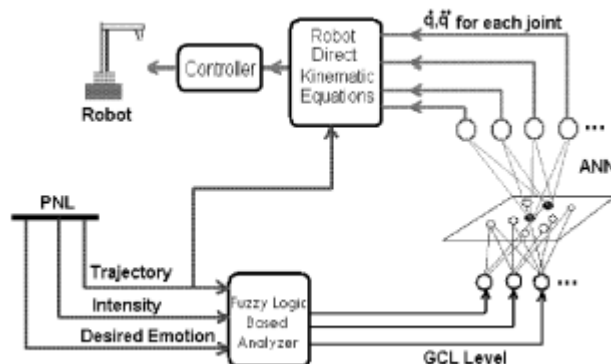 q̇,q̈ for each joint
Robot
Direct
Kinematic
Equations
Controller
Robot
...
ANN
PNL
Trajectory
Intensity
Desired Emotion
Fuzzy Logic
Based
Analyzer
...
GCL Level